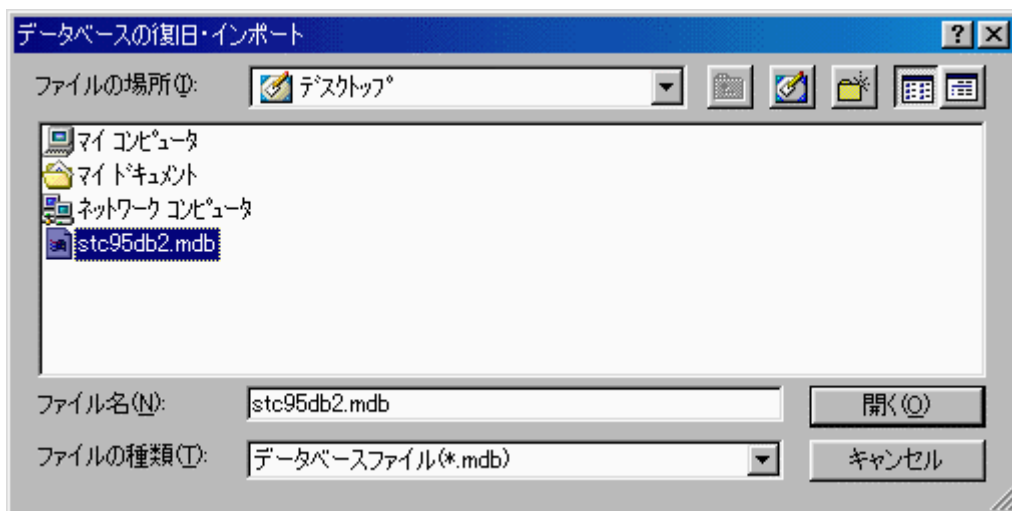 データベースの復旧・インポート
ファイルの場所(I): デスクトップ
マイ コンピュータ
マイ ドキュメント
ネットワーク コンピュータ
stc95db2.mdb
ファイル名(N): stc95db2.mdb 開く(O)
ファイルの種類(T): データベースファイル(*.mdb) キャンセル